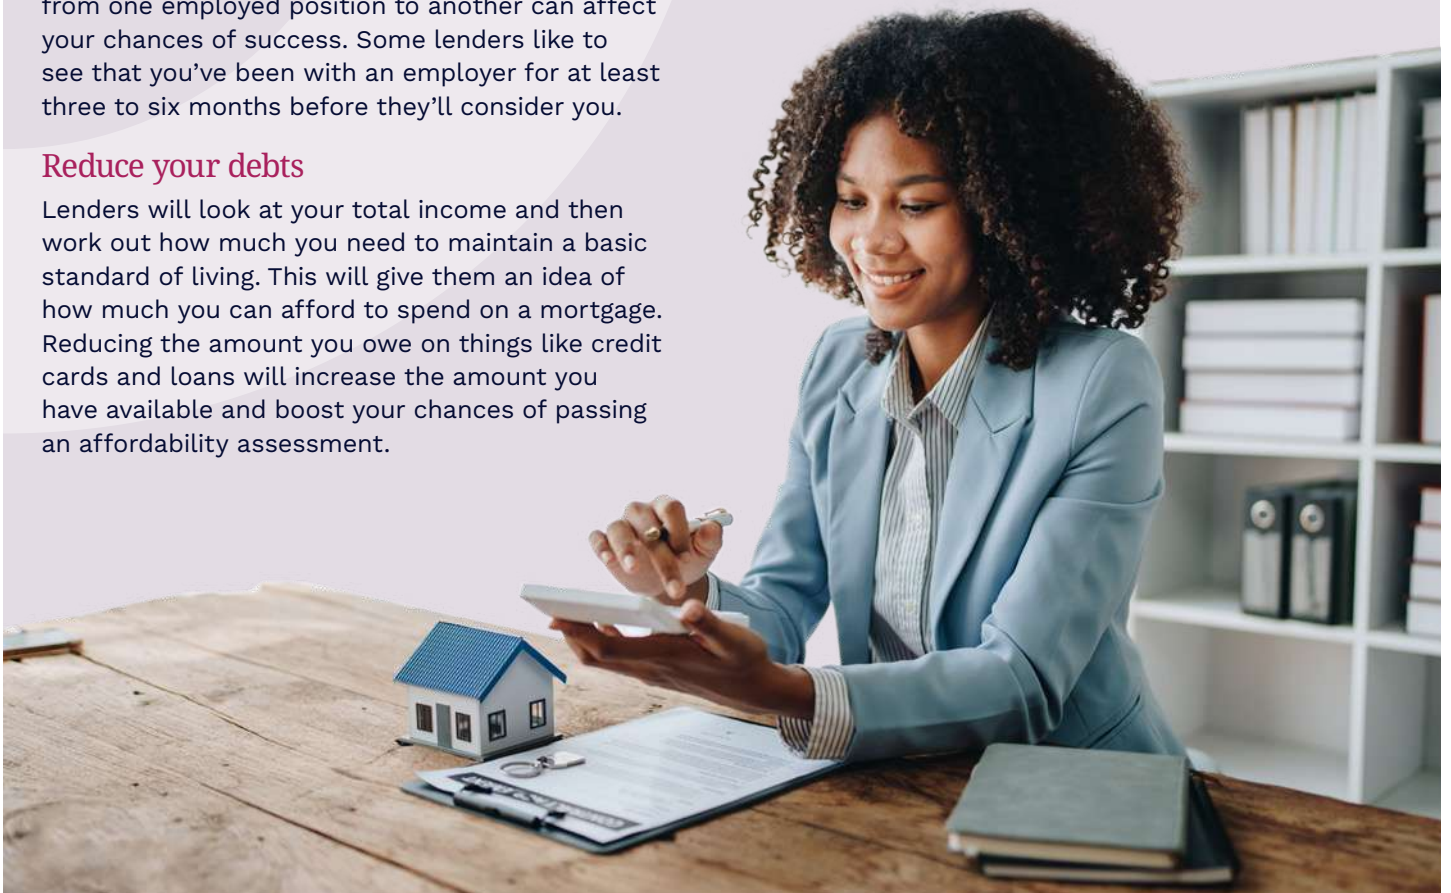 from one employed position to another can affect
your chances of success. Some lenders like to
see that you’ve been with an employer for at least
three to six months before they’ll consider you.
Reduce your debts
Lenders will look at your total income and then
work out how much you need to maintain a basic
standard of living. This will give them an idea of
how much you can afford to spend on a mortgage.
Reducing the amount you owe on things like credit
cards and loans will increase the amount you
have available and boost your chances of passing
an affordability assessment.